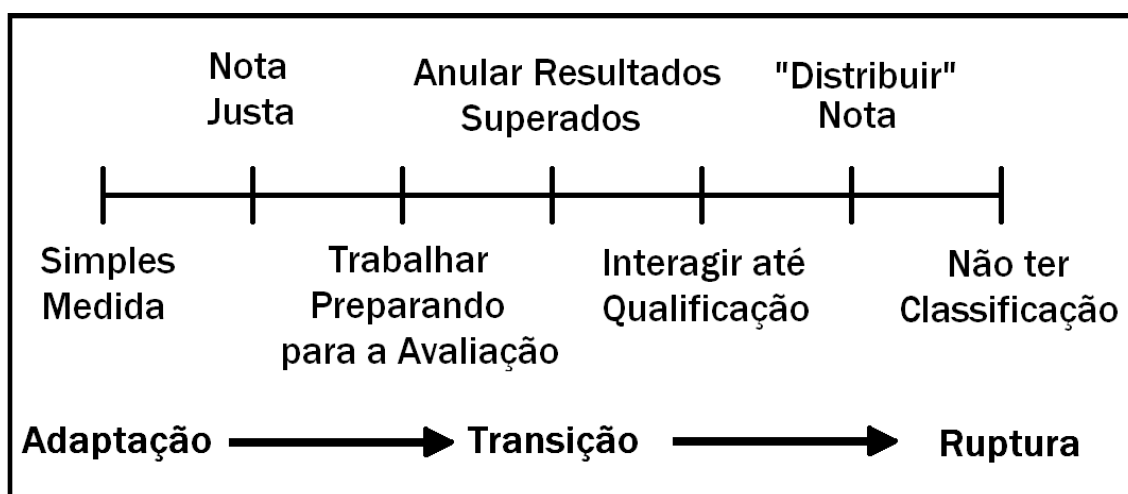 Nota
Justa
Anular Resultados
Superados
"Distribuir"
Nota
Simples
Medida
Trabalhar
Preparando
para a Avaliação
Interagir até
Qualificação
Não ter
Classificação
Adaptação
Transição
Ruptura